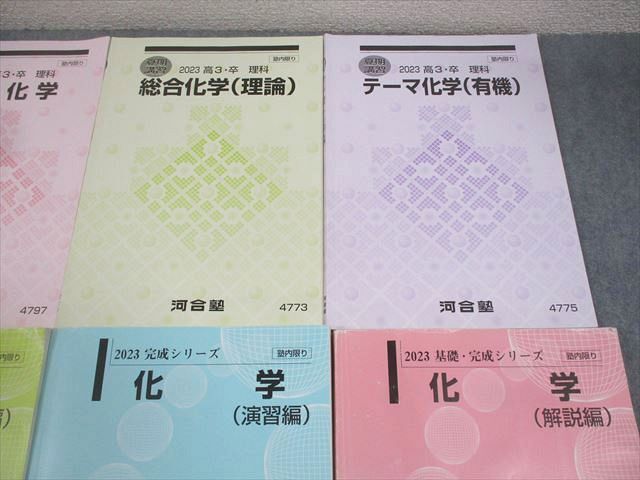 3・卒 理科
化学
4797
夏期
講習
2023 高3・卒 理科
塾内限り
総合化学(理論)
河合塾
4773
夏期
講習
2023 高3・卒 理科
塾内限り
テーマ化学(有機)
河合塾
4775
内限り
2023 完成シリーズ
塾内限り
化 学
(演習編)
2023 基礎・完成シリーズ
塾内限り
化 学
(解説編)